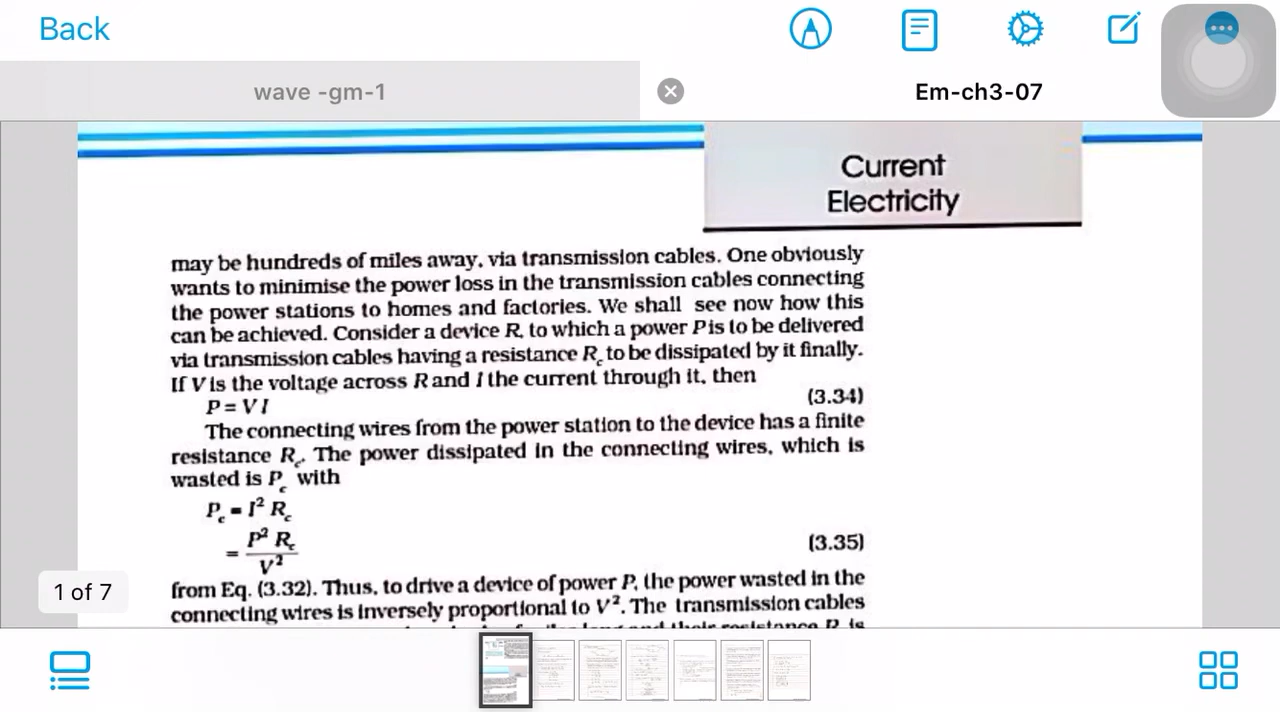 Back
wave -gm-1
Em-ch3-07
Current
Electricity
may be hundreds of miles away, via transmission cables. One obviously
wants to minimise the power loss in the transmission cables connecting
the power stations to homes and factories. We shall see now how this
can be achieved. Consider a device R, to which a power P is to be delivered
via transmission cables having a resistance Rc to be dissipated by it finally.
If V is the voltage across R and I the current through it, then
P = V I (3.34)
The connecting wires from the power station to the device has a finite
resistance Rc. The power dissipated in the connecting wires, which is
wasted is Pc with
Pc = I² Rc
= P² Rc / V² (3.35)
from Eq. (3.32). Thus, to drive a device of power P, the power wasted in the
connecting wires is inversely proportional to V². The transmission cables
1 of 7